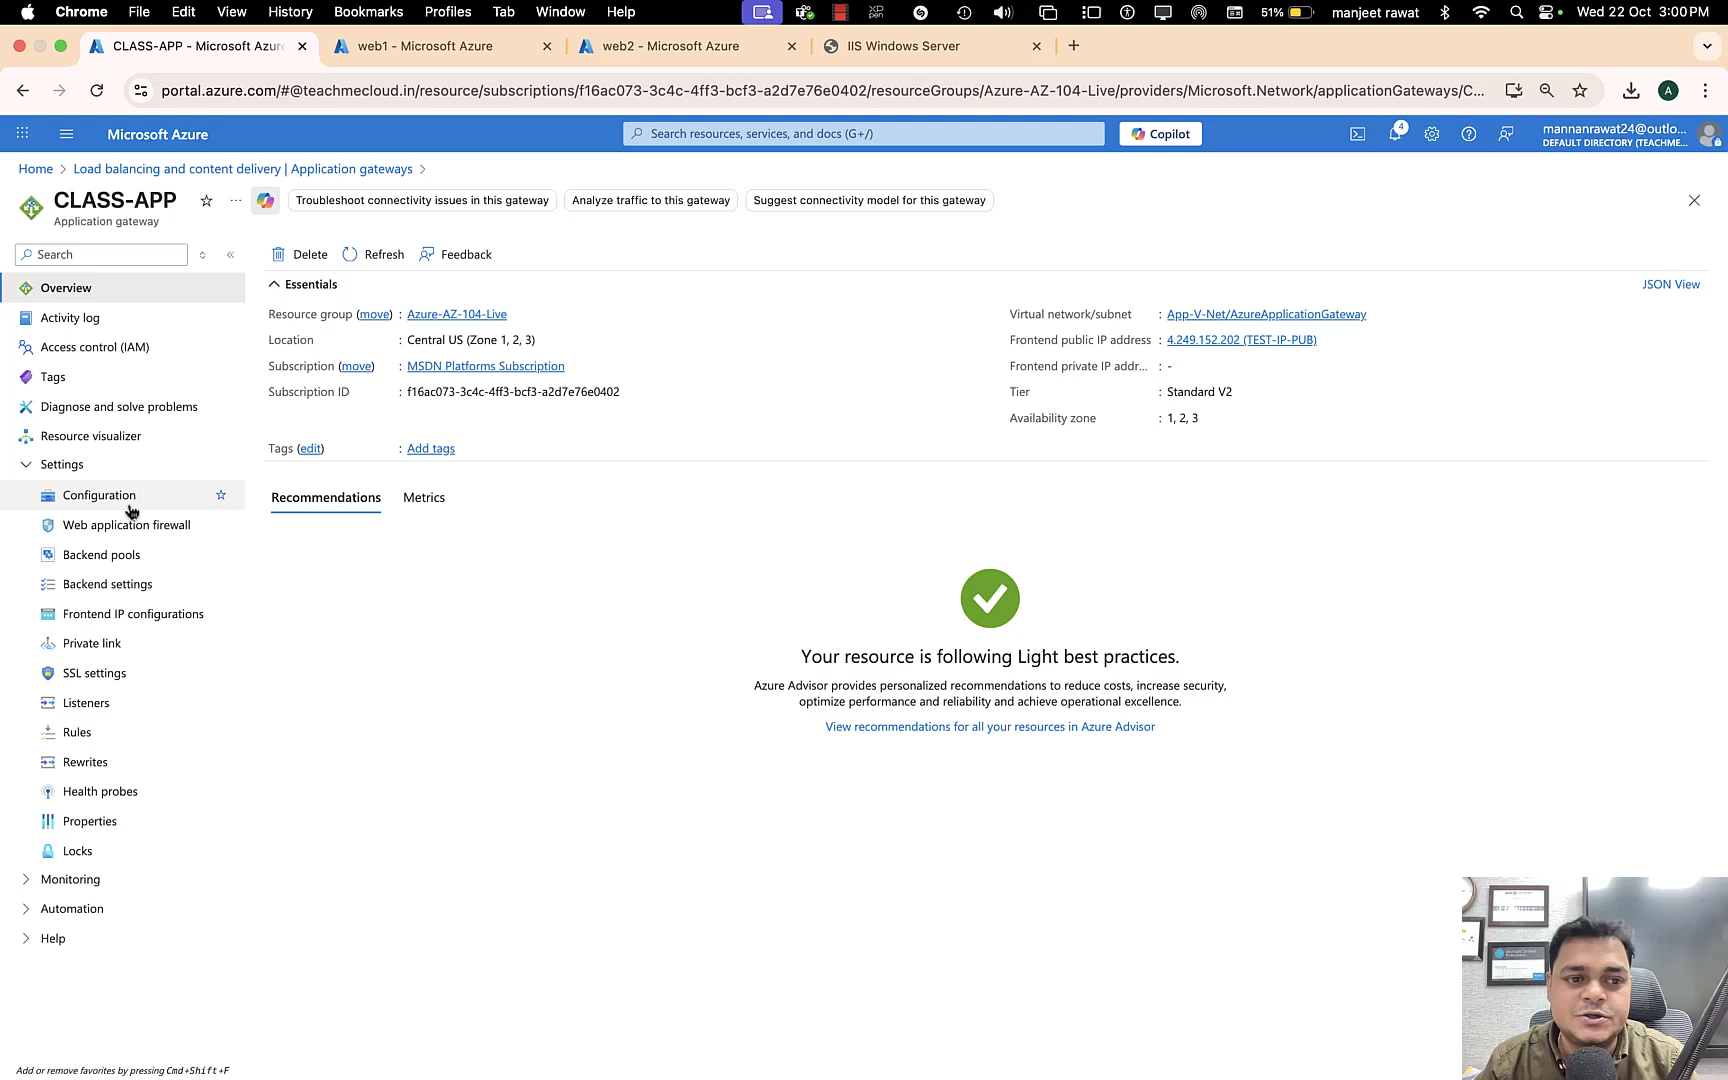 Chrome File Edit View History Bookmarks Profiles Tab Window Help XP PEN 51% manjeet rawat Wed 22 Oct 3:00 PM
CLASS-APP - Microsoft Azure web1 - Microsoft Azure web2 - Microsoft Azure IIS Windows Server
portal.azure.com/#@teachmecloud.in/resource/subscriptions/f16ac073-3c4c-4ff3-bcf3-a2d7e76e0402/resourceGroups/Azure-AZ-104-Live/providers/Microsoft.Network/applicationGateways/C... A
Microsoft Azure Search resources, services, and docs (G+/) Copilot 4 mannanrawat24@outlo...
DEFAULT DIRECTORY (TEACHME...
Home > Load balancing and content delivery | Application gateways >
CLASS-APP ... Troubleshoot connectivity issues in this gateway Analyze traffic to this gateway Suggest connectivity model for this gateway
Application gateway
Search Delete Refresh Feedback
Overview
Activity log
Access control (IAM)
Tags
Diagnose and solve problems
Resource visualizer
Settings
Configuration
Web application firewall
Backend pools
Backend settings
Frontend IP configurations
Private link
SSL settings
Listeners
Rules
Rewrites
Health probes
Properties
Locks
Monitoring
Automation
Help
Add or remove favorites by pressing Cmd+Shift+F
Essentials JSON View
Resource group (move) : Azure-AZ-104-Live
Location : Central US (Zone 1, 2, 3)
Subscription (move) : MSDN Platforms Subscription
Subscription ID : f16ac073-3c4c-4ff3-bcf3-a2d7e76e0402
Tags (edit) : Add tags
Virtual network/subnet : App-V-Net/AzureApplicationGateway
Frontend public IP address : 4.249.152.202 (TEST-IP-PUB)
Frontend private IP addr... : -
Tier : Standard V2
Availability zone : 1, 2, 3
Recommendations Metrics
Your resource is following Light best practices.
Azure Advisor provides personalized recommendations to reduce costs, increase security,
optimize performance and reliability and achieve operational excellence.
View recommendations for all your resources in Azure Advisor